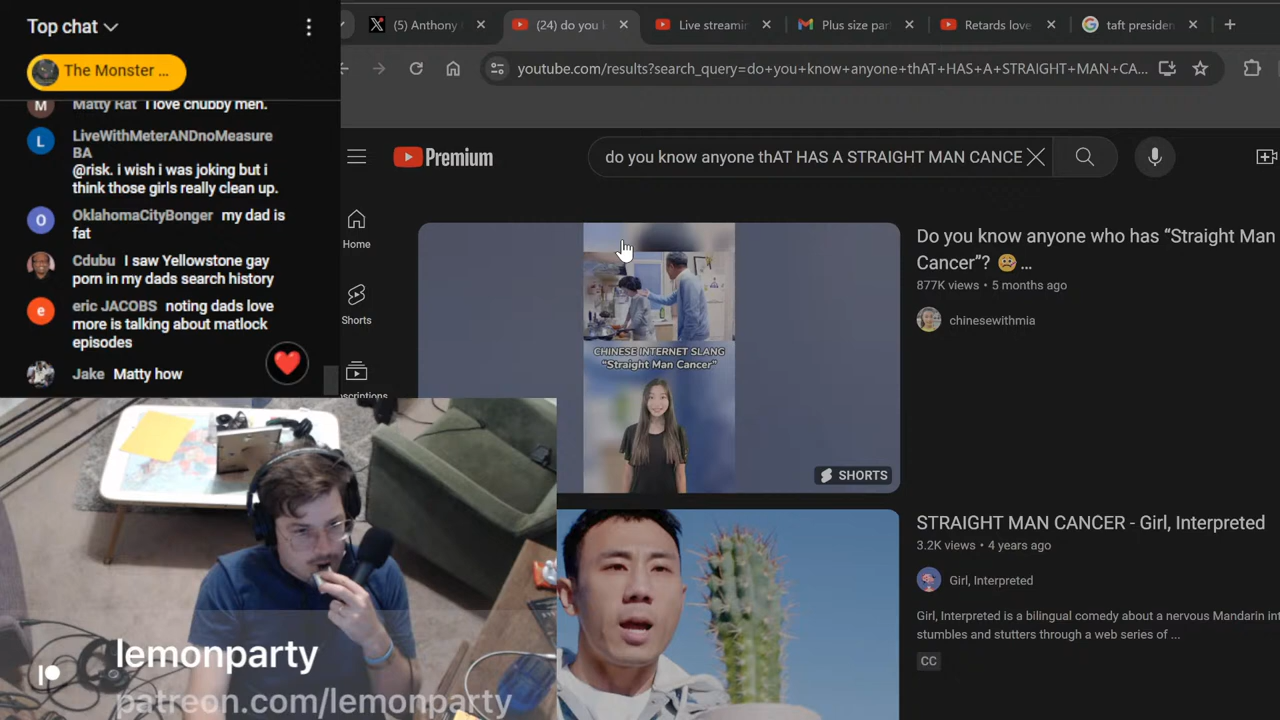 Top chat
The Monster ...
Matty Rat I love chubby men.
LiveWithMeterANDnoMeasure
BA
@risk. i wish i was joking but i
think those girls really clean up.
OklahomaCityBonger my dad is
fat
Cdubu I saw Yellowstone gay
porn in my dads search history
eric JACOBS noting dads love
more is talking about matlock
episodes
Jake Matty how
(5) Anthony
(24) do you
Live streamin
Plus size par
Retards love
taft presiden
youtube.com/results?search_query=do+you+know+anyone+thAT+HAS+A+STRAIGHT+MAN+CA...
Premium
do you know anyone thAT HAS A STRAIGHT MAN CANCE
Home
Shorts
CHINESE INTERNET SLANG
"Straight Man Cancer"
SHORTS
Do you know anyone who has “Straight Man
Cancer”? 😢 ...
877K views • 5 months ago
chinesewithmia
STRAIGHT MAN CANCER - Girl, Interpreted
3.2K views • 4 years ago
Girl, Interpreted
Girl, Interpreted is a bilingual comedy about a nervous Mandarin in
stumbles and stutters through a web series of ...
CC
lemonparty
patreon.com/lemonparty